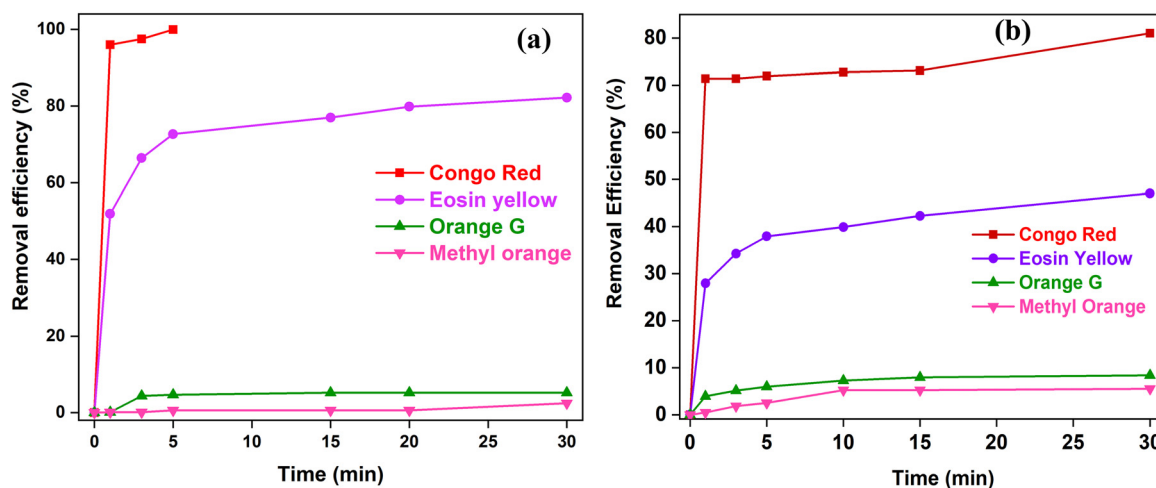 (a)
Removal efficiency (%)
100
80
60
40
20
0
Congo Red
Eosin yellow
Orange G
Methyl orange
0 5 10 15 20 25 30
Time (min)
(b)
Removal Efficiency (%)
80
70
60
50
40
30
20
10
0
Congo Red
Eosin Yellow
Orange G
Methyl Orange
0 5 10 15 20 25 30
Time (min)